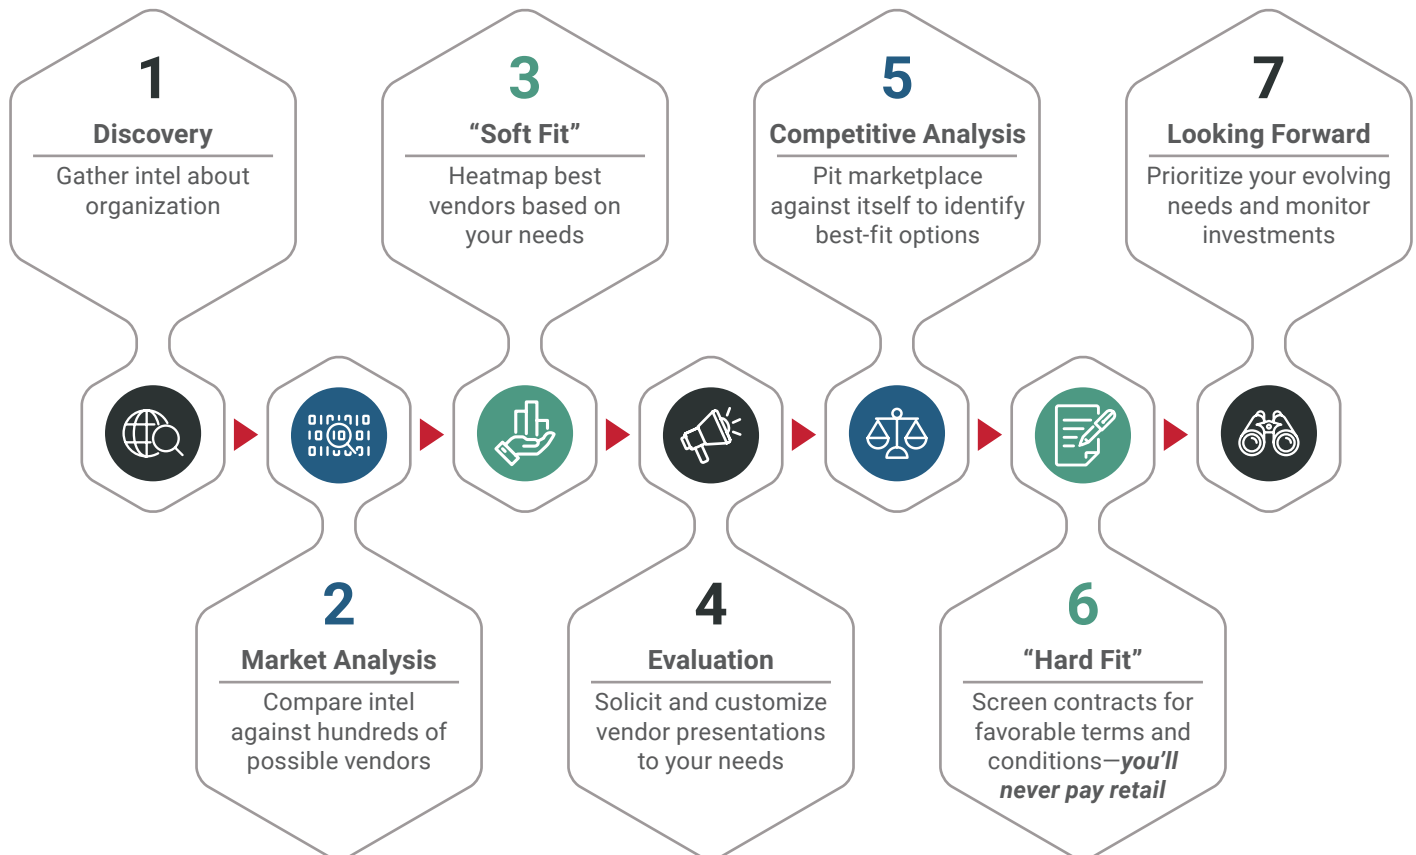 1
Discovery
Gather intel about
organization
2
Market Analysis
Compare intel
against hundreds of
possible vendors
3
“Soft Fit”
Heatmap best
vendors based on
your needs
4
Evaluation
Solicit and customize
vendor presentations
to your needs
5
Competitive Analysis
Pit marketplace
against itself to identify
best-fit options
6
“Hard Fit”
Screen contracts for
favorable terms and
conditions—you’ll
never pay retail
7
Looking Forward
Prioritize your evolving
needs and monitor
investments